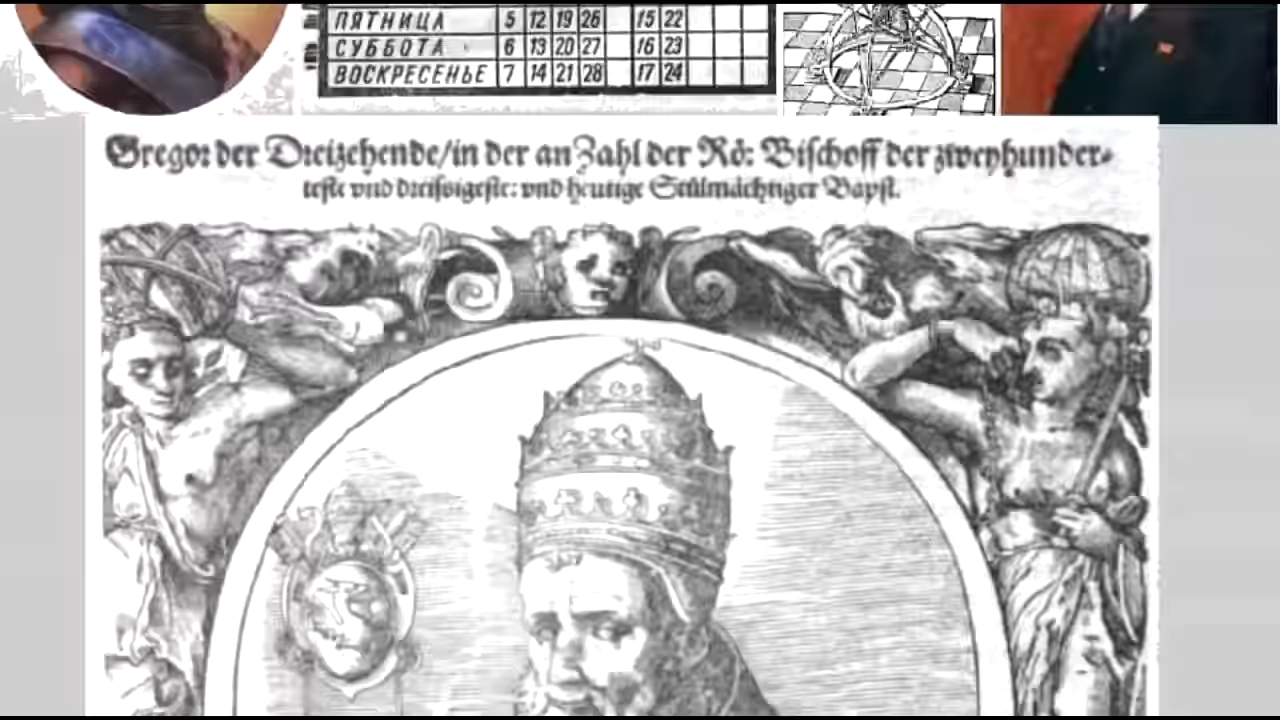 ПЯТНИЦА 5 12 19 26 15 22
СУББОТА 6 13 20 27 16 23
ВОСКРЕСЕНЬЕ 7 14 21 28 17 24
Gregor der Dreizehende/in der an Zahl der Rö: Bischoff der zweyhunder-
teste vnd dreissigeste: vnd heutige Stulmächtiger Bapst.